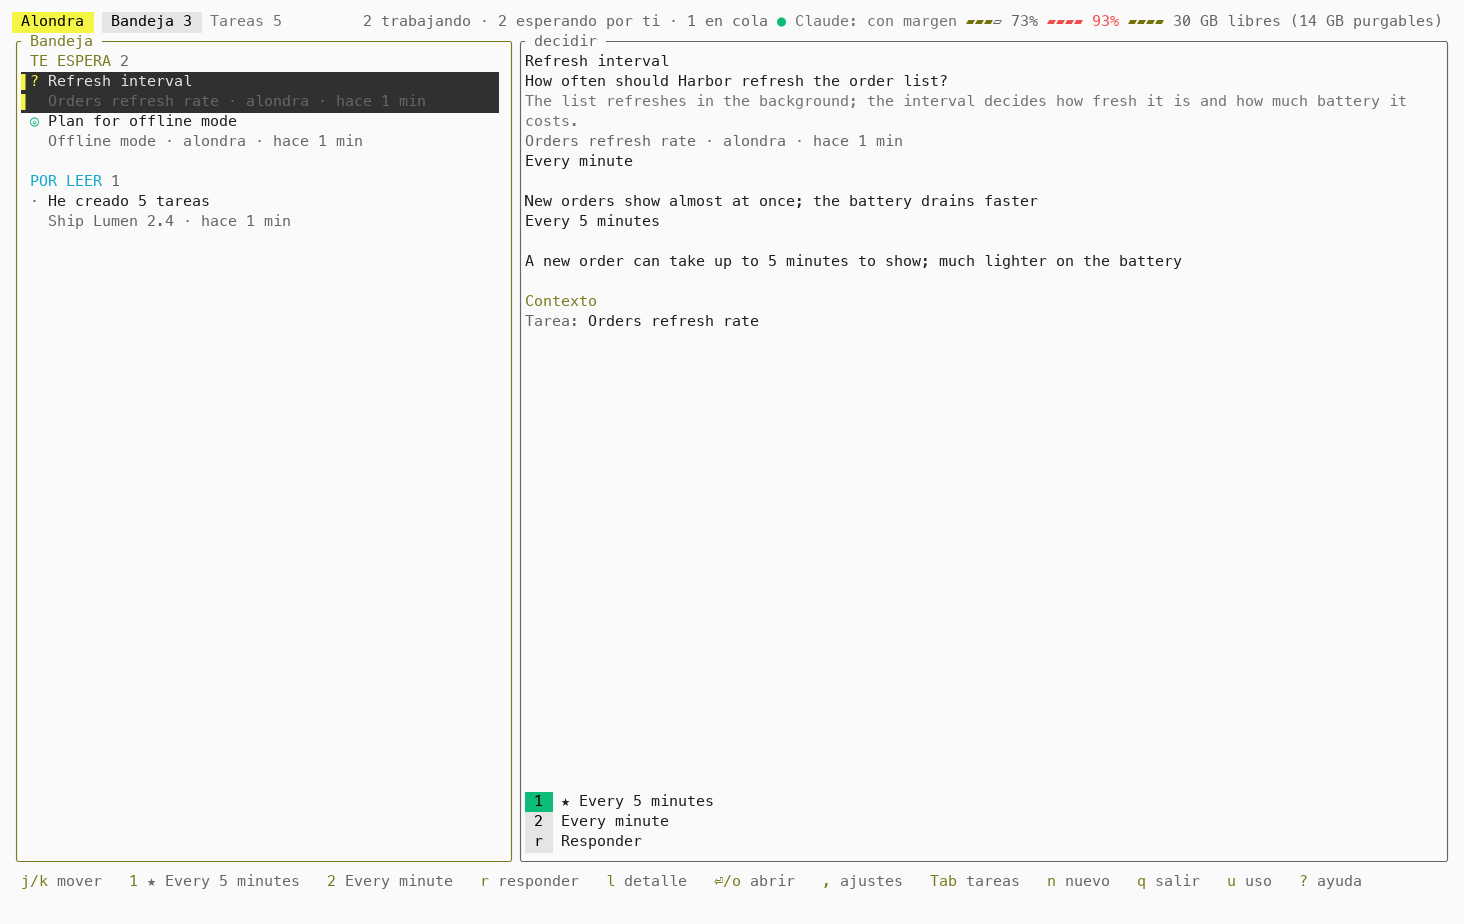 Alondra Bandeja 3 Tareas 5 2 trabajando · 2 esperando por ti · 1 en cola ● Claude: con margen ▰▰▰▱ 73% ▰▰▰▰ 93% ▰▰▰▰ 30 GB libres (14 GB purgables)
Bandeja
TE ESPERA 2
? Refresh interval
Orders refresh rate · alondra · hace 1 min
◎ Plan for offline mode
Offline mode · alondra · hace 1 min
POR LEER 1
· He creado 5 tareas
Ship Lumen 2.4 · hace 1 min
decidir
Refresh interval
How often should Harbor refresh the order list?
The list refreshes in the background; the interval decides how fresh it is and how much battery it
costs.
Orders refresh rate · alondra · hace 1 min
Every minute
New orders show almost at once; the battery drains faster
Every 5 minutes
A new order can take up to 5 minutes to show; much lighter on the battery
Contexto
Tarea: Orders refresh rate
1 ★ Every 5 minutes
2 Every minute
r Responder
j/k mover 1 ★ Every 5 minutes 2 Every minute r responder l detalle ⏎/o abrir , ajustes Tab tareas n nuevo q salir u uso ? ayuda